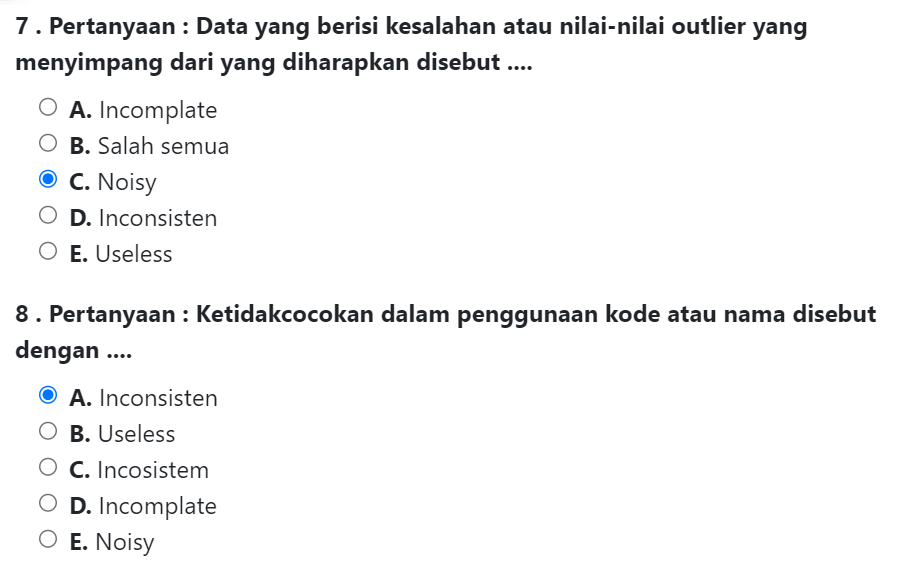 7 . Pertanyaan : Data yang berisi kesalahan atau nilai-nilai outlier yang
menyimpang dari yang diharapkan disebut ....
A. Incomplate
B. Salah semua
C. Noisy
D. Inconsisten
E. Useless
8 . Pertanyaan : Ketidakcocokan dalam penggunaan kode atau nama disebut
dengan ....
A. Inconsisten
B. Useless
C. Incosistem
D. Incomplate
E. Noisy